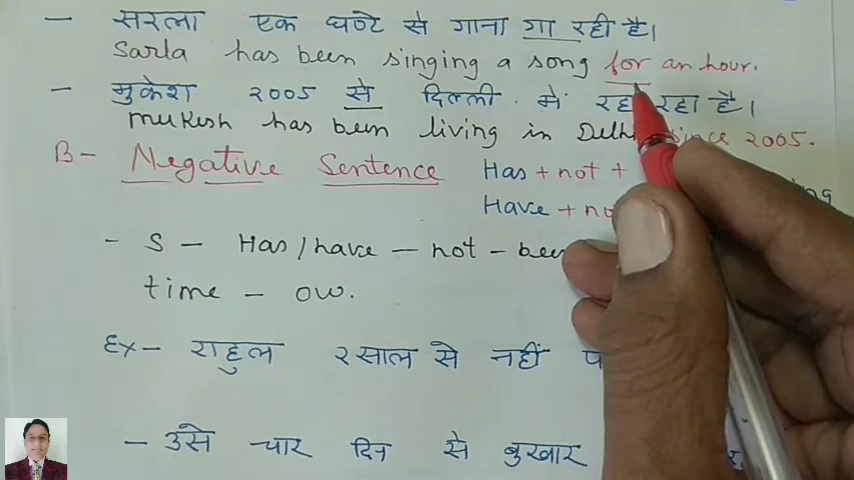 - सरला एक घण्टे से गाना गा रही है।
Sarla has been singing a song for an hour.
- मुकेश 2005 से दिल्ली में रह रहा है।
Mukesh has been living in Delhi since 2005.
B- Negative Sentence Has + not +
Have + no
- S - Has/have - not - been
time - ow.
Ex- राहुल २ साल से नहीं
- उसे चार दिन से बुखार